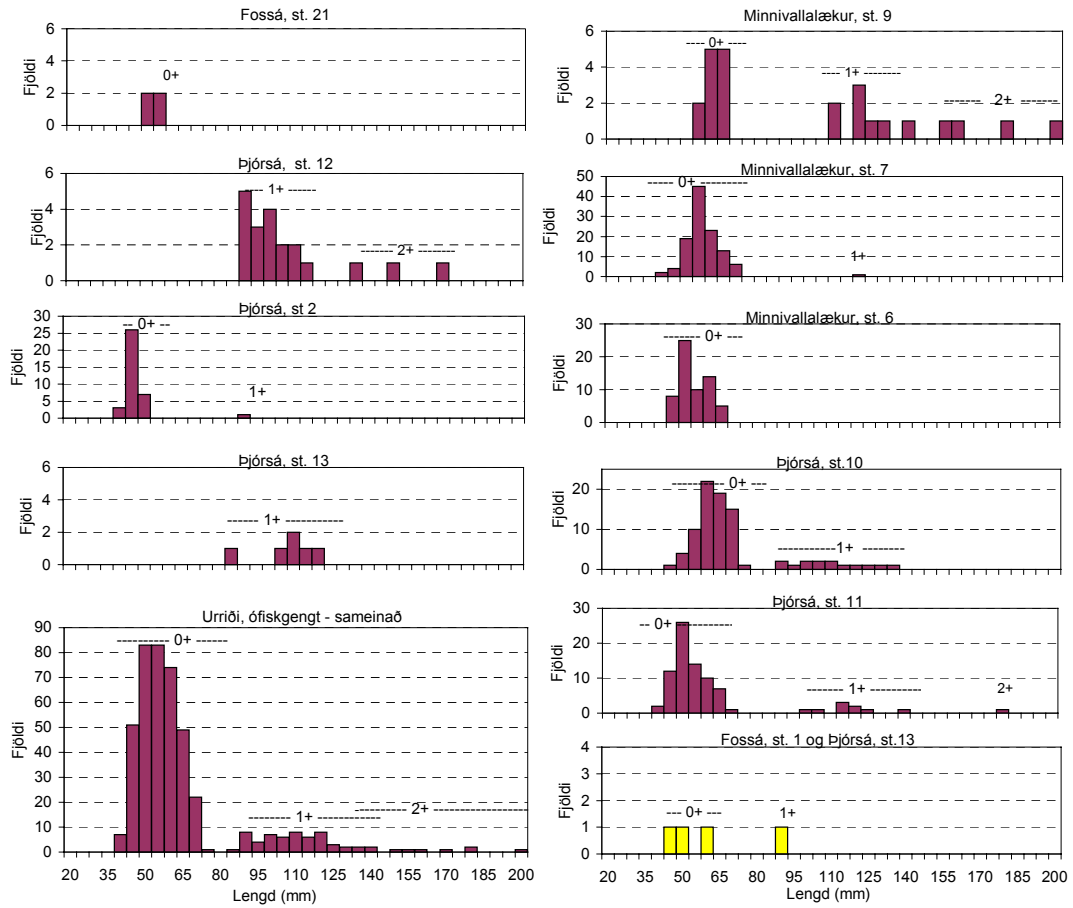 Fossá, st. 21
Fjöldi
6
4
2
0
0+
Þjórsá, st. 12
Fjöldi
6
4
2
0
---- 1+ ------
------- 2+ -------
Þjórsá, st 2
Fjöldi
30
25
20
15
10
5
0
-- 0+ --
1+
Þjórsá, st. 13
Fjöldi
6
4
2
0
------ 1+ ------------
Urriði, ófiskgengt - sameinað
Fjöldi
90
80
70
60
50
40
30
20
10
0
---------- 0+ ------
---------- 1+ -------------
------------ 2+ --------------------
20 35 50 65 80 95 110 125 140 155 170 185 200
Lengd (mm)
Minnivallalækur, st. 9
Fjöldi
6
4
2
0
---- 0+ ----
---- 1+ --------
------- 2+ -------
Minnivallalækur, st. 7
Fjöldi
50
40
30
20
10
0
----- 0+ ----------
1+
Minnivallalækur, st. 6
Fjöldi
30
20
10
0
------- 0+ ---
Þjórsá, st.10
Fjöldi
20
10
0
---------- 0+ ----
-----------1+ --------
Þjórsá, st. 11
Fjöldi
30
20
10
0
-- 0+ -----------
--------- 1+ -----------
2+
Fossá, st. 1 og Þjórsá, st.13
Fjöldi
4
3
2
1
0
---- 0+ ---
1+
20 35 50 65 80 95 110 125 140 155 170 185 200
Lengd (mm)